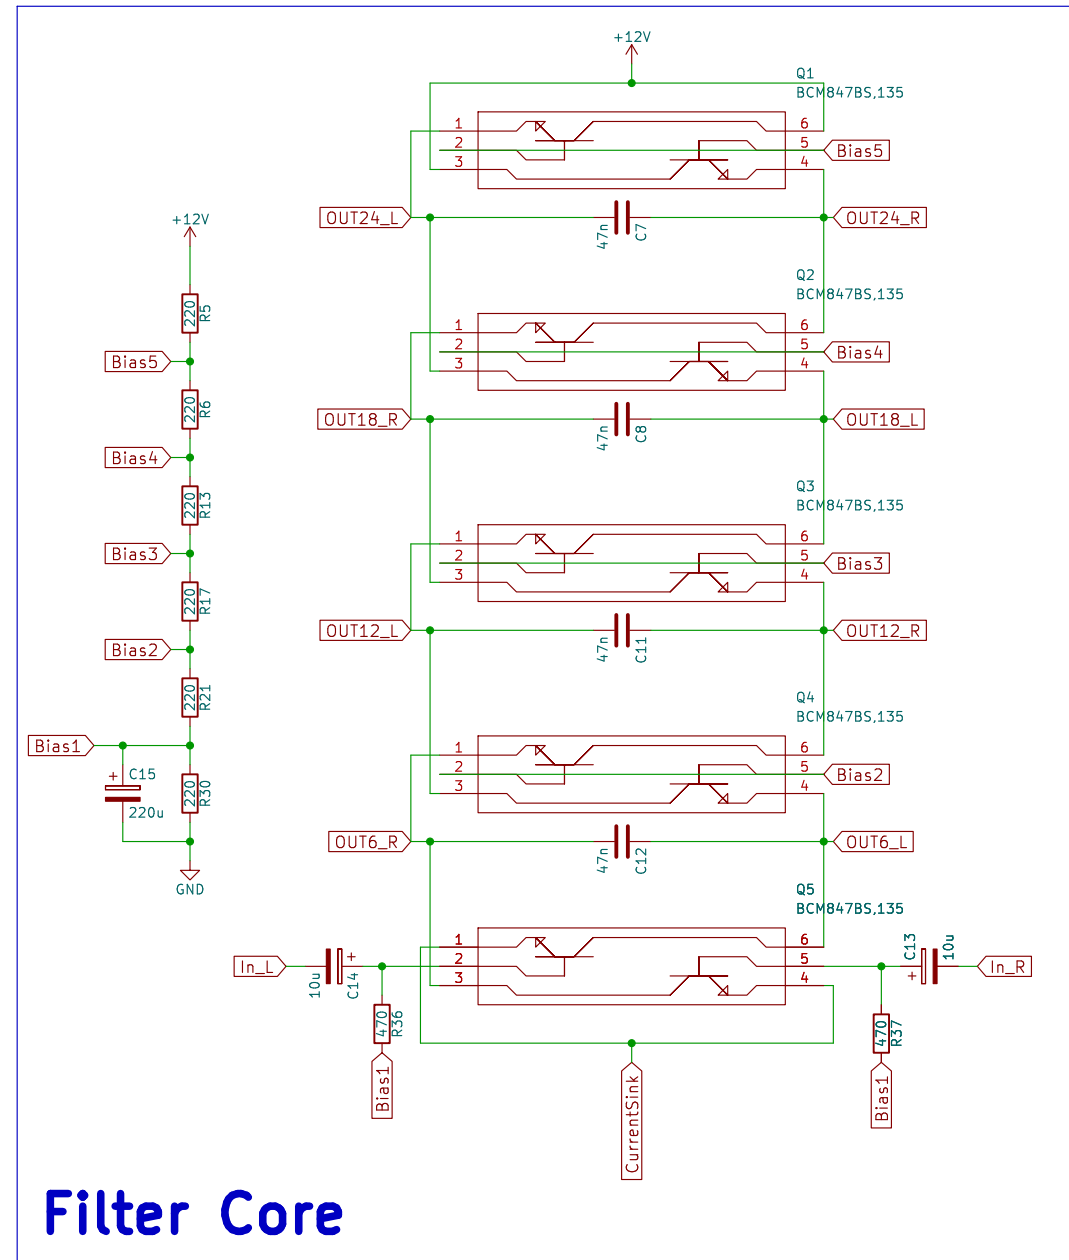 +12V
Q1
BCM847BS,135
1
2
3
6
5
4
Bias5
OUT24_L
47n
C7
OUT24_R
Q2
BCM847BS,135
1
2
3
6
5
4
Bias4
OUT18_R
47n
C8
OUT18_L
Q3
BCM847BS,135
1
2
3
6
5
4
Bias3
OUT12_L
47n
C11
OUT12_R
Q4
BCM847BS,135
1
2
3
6
5
4
Bias2
OUT6_R
47n
C12
OUT6_L
Q5
BCM847BS,135
1
2
3
6
5
4
In_L
10u
+
C14
470
R36
Bias1
CurrentSink
C13
+
10u
In_R
470
R37
Bias1
+12V
220
R5
Bias5
220
R6
Bias4
220
R13
Bias3
220
R17
Bias2
220
R21
Bias1
+
C15
220u
220
R30
GND
Filter Core